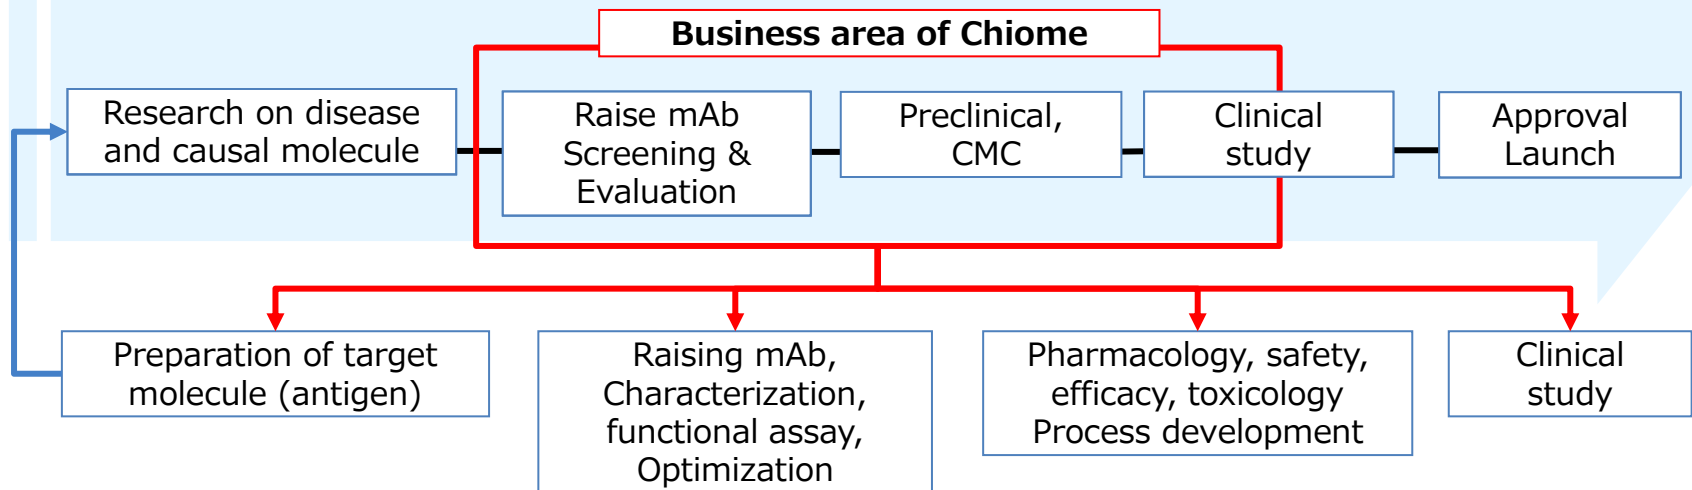 Business area of Chiome
Research on disease
and causal molecule
Raise mAb
Screening &
Evaluation
Preclinical,
CMC
Clinical
study
Approval
Launch
Preparation of target
molecule (antigen)
Raising mAb,
Characterization,
functional assay,
Optimization
Pharmacology, safety,
efficacy, toxicology
Process development
Clinical
study